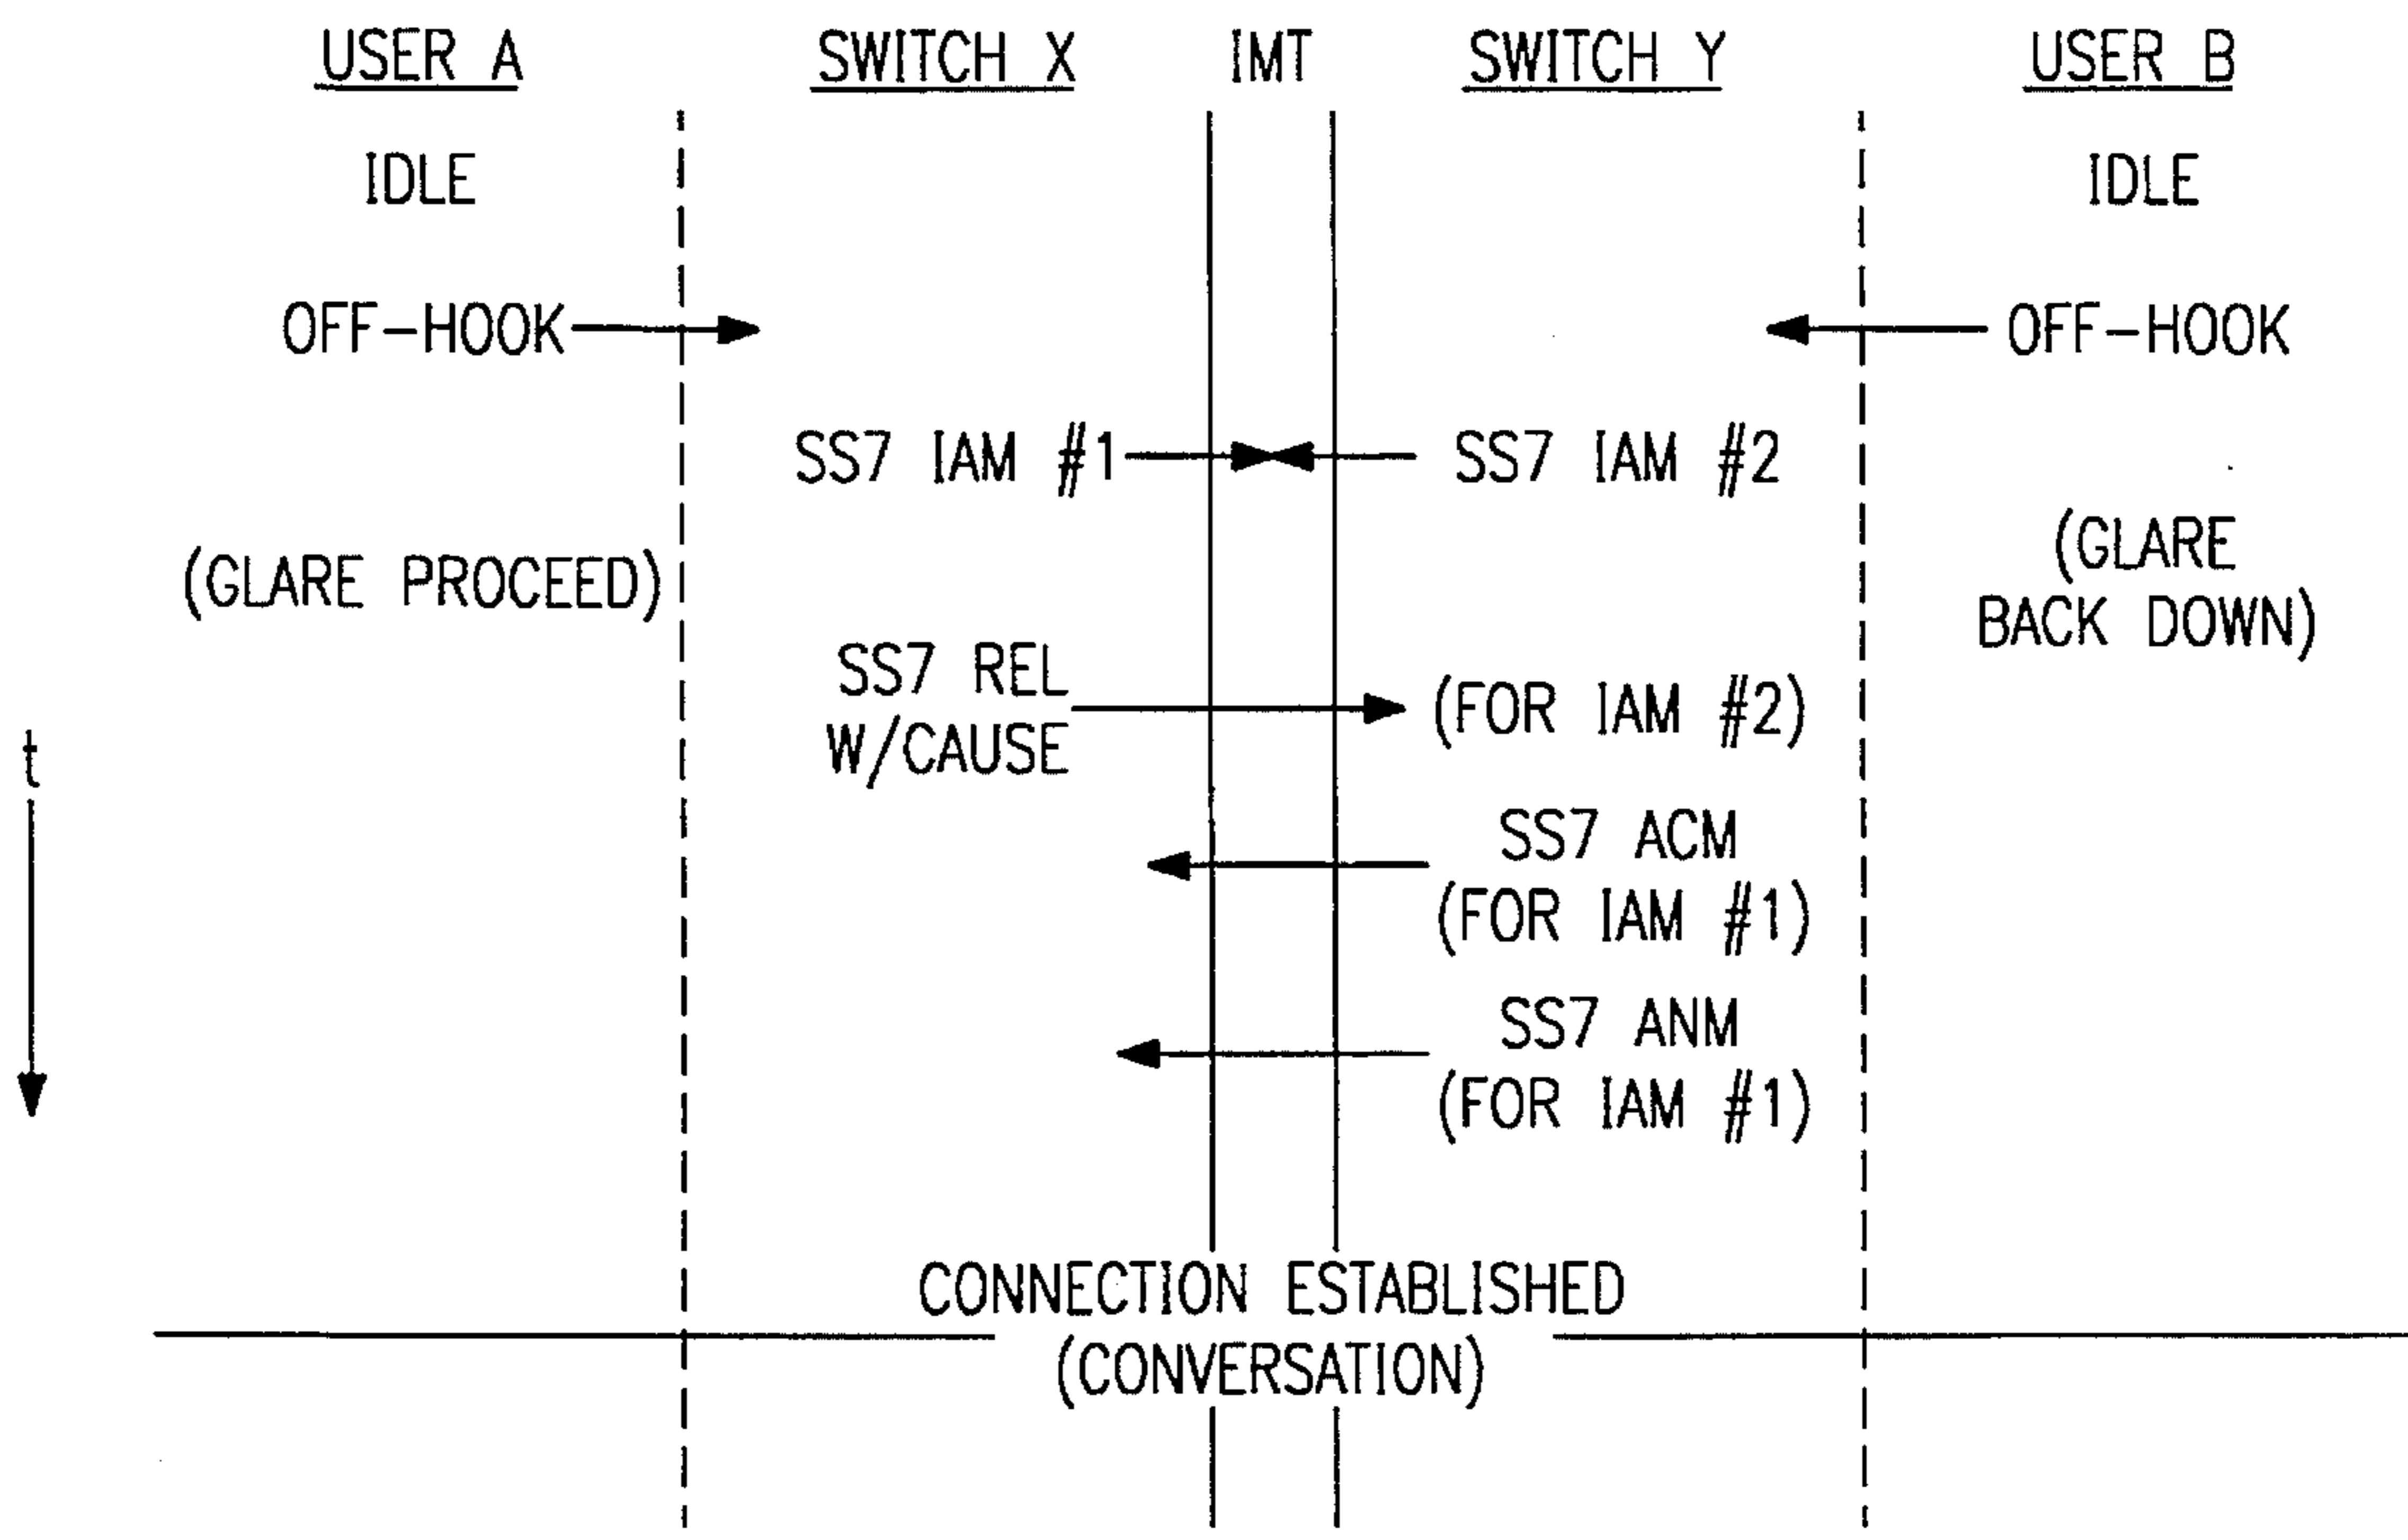 USER A
SWITCH X
IMT
SWITCH Y
USER B
IDLE
IDLE
OFF-HOOK
OFF-HOOK
SS7 IAM #1
SS7 IAM #2
(GLARE PROCEED)
(GLARE
BACK DOWN)
SS7 REL
W/CAUSE
(FOR IAM #2)
t
SS7 ACM
(FOR IAM #1)
SS7 ANM
(FOR IAM #1)
CONNECTION ESTABLISHED
(CONVERSATION)